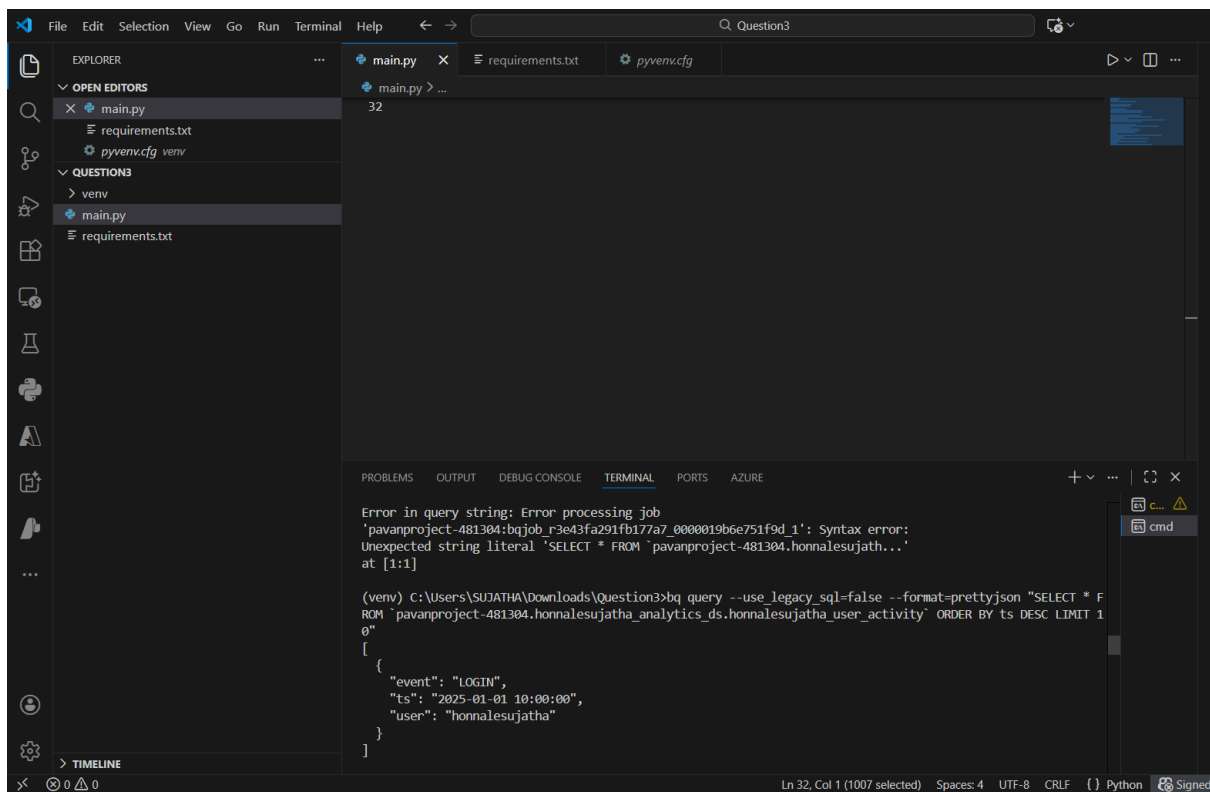 File Edit Selection View Go Run Terminal Help ← → Question3
EXPLORER ...
OPEN EDITORS
main.py
requirements.txt
pyvenv.cfg venv
QUESTION3
> venv
main.py
requirements.txt
> TIMELINE
main.py × requirements.txt pyvenv.cfg ...
main.py > ...
32
PROBLEMS OUTPUT DEBUG CONSOLE TERMINAL PORTS AZURE + ... ×
c...
cmd
Error in query string: Error processing job
'pavanproject-481304:bqjob_r3e43fa291fb177a7_0000019b6e751f9d_1': Syntax error:
Unexpected string literal 'SELECT * FROM `pavanproject-481304.honnalesujath...'
at [1:1]
(venv) C:\Users\SUJATHA\Downloads\Question3>bq query --use_legacy_sql=false --format=prettyjson "SELECT * F
ROM `pavanproject-481304.honnalesujatha_analytics_ds.honnalesujatha_user_activity` ORDER BY ts DESC LIMIT 1
0"
[
{
"event": "LOGIN",
"ts": "2025-01-01 10:00:00",
"user": "honnalesujatha"
}
]
0 0 Ln 32, Col 1 (1007 selected) Spaces: 4 UTF-8 CRLF {} Python Signed